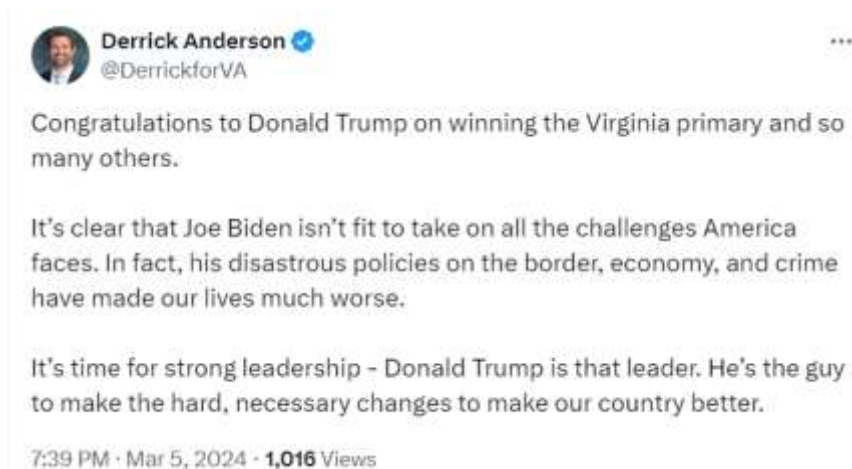 Derrick Anderson
@DerrickforVA
Congratulations to Donald Trump on winning the Virginia primary and so
many others.
It's clear that Joe Biden isn't fit to take on all the challenges America
faces. In fact, his disastrous policies on the border, economy, and crime
have made our lives much worse.
It's time for strong leadership - Donald Trump is that leader. He's the guy
to make the hard, necessary changes to make our country better.
7:39 PM · Mar 5, 2024 · 1,016 Views